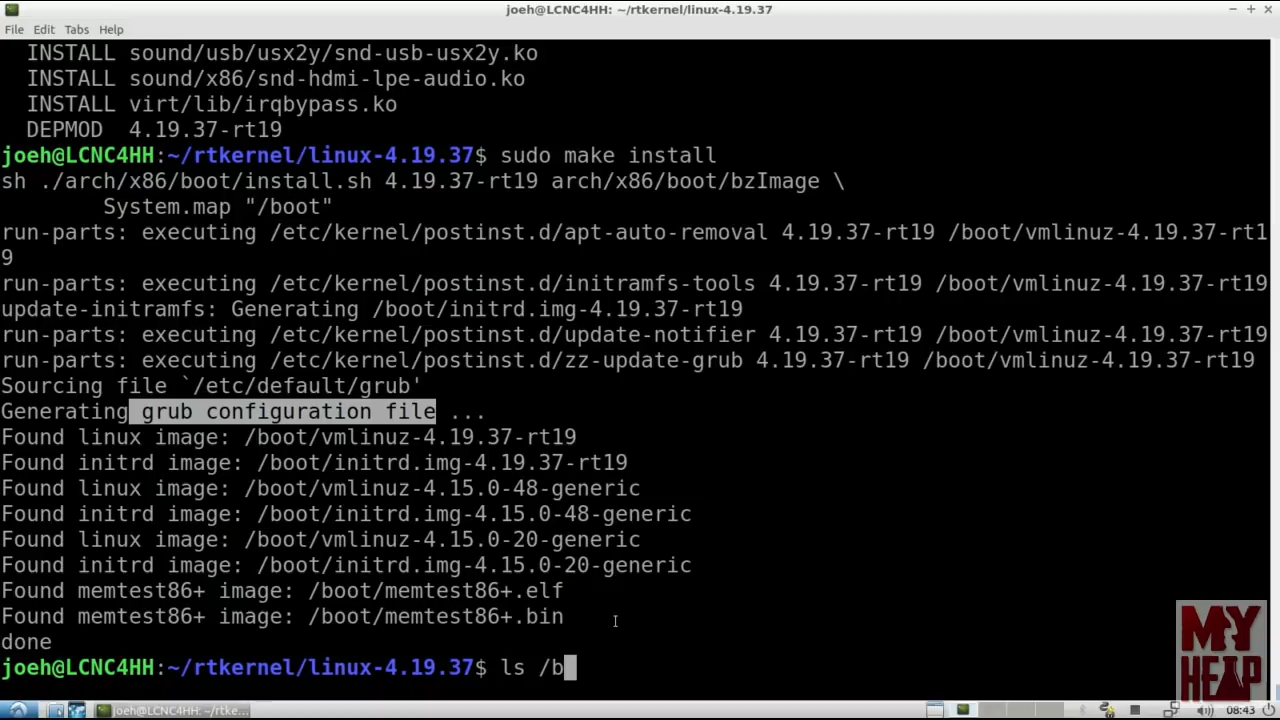 joeh@LCNC4HH: ~/rtkernel/linux-4.19.37
File Edit Tabs Help
INSTALL sound/usb/usx2y/snd-usb-usx2y.ko
INSTALL sound/x86/snd-hdmi-lpe-audio.ko
INSTALL virt/lib/irqbypass.ko
DEPMOD 4.19.37-rt19
joeh@LCNC4HH:~/rtkernel/linux-4.19.37$ sudo make install
sh ./arch/x86/boot/install.sh 4.19.37-rt19 arch/x86/boot/bzImage \
System.map "/boot"
run-parts: executing /etc/kernel/postinst.d/apt-auto-removal 4.19.37-rt19 /boot/vmlinuz-4.19.37-rt1
9
run-parts: executing /etc/kernel/postinst.d/initramfs-tools 4.19.37-rt19 /boot/vmlinuz-4.19.37-rt19
update-initramfs: Generating /boot/initrd.img-4.19.37-rt19
run-parts: executing /etc/kernel/postinst.d/update-notifier 4.19.37-rt19 /boot/vmlinuz-4.19.37-rt19
run-parts: executing /etc/kernel/postinst.d/zz-update-grub 4.19.37-rt19 /boot/vmlinuz-4.19.37-rt19
Sourcing file `/etc/default/grub'
Generating grub configuration file ...
Found linux image: /boot/vmlinuz-4.19.37-rt19
Found initrd image: /boot/initrd.img-4.19.37-rt19
Found linux image: /boot/vmlinuz-4.15.0-48-generic
Found initrd image: /boot/initrd.img-4.15.0-48-generic
Found linux image: /boot/vmlinuz-4.15.0-20-generic
Found initrd image: /boot/initrd.img-4.15.0-20-generic
Found memtest86+ image: /boot/memtest86+.elf
Found memtest86+ image: /boot/memtest86+.bin
done
joeh@LCNC4HH:~/rtkernel/linux-4.19.37$ ls /b
MY
HEAP
joeh@LCNC4HH: ~/rtke...
08:43